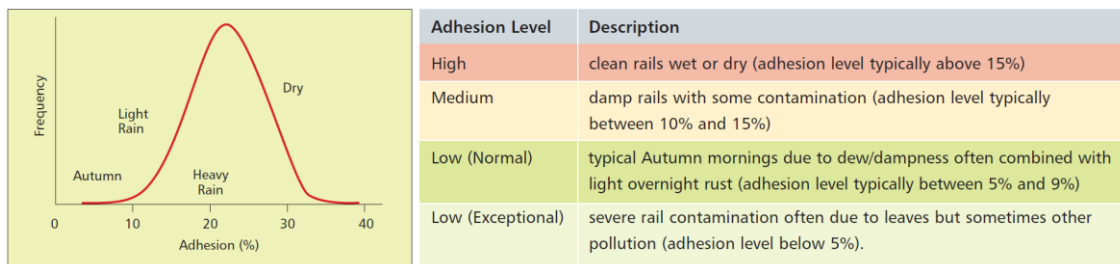 Frequency
Dry
Light
Rain
Autumn
Heavy
Rain
0
10
20
30
40
Adhesion (%)
Adhesion Level
Description
High
clean rails wet or dry (adhesion level typically above 15%)
Medium
damp rails with some contamination (adhesion level typically
between 10% and 15%)
Low (Normal)
typical Autumn mornings due to dew/dampness often combined with
light overnight rust (adhesion level typically between 5% and 9%)
Low (Exceptional)
severe rail contamination often due to leaves but sometimes other
pollution (adhesion level below 5%).